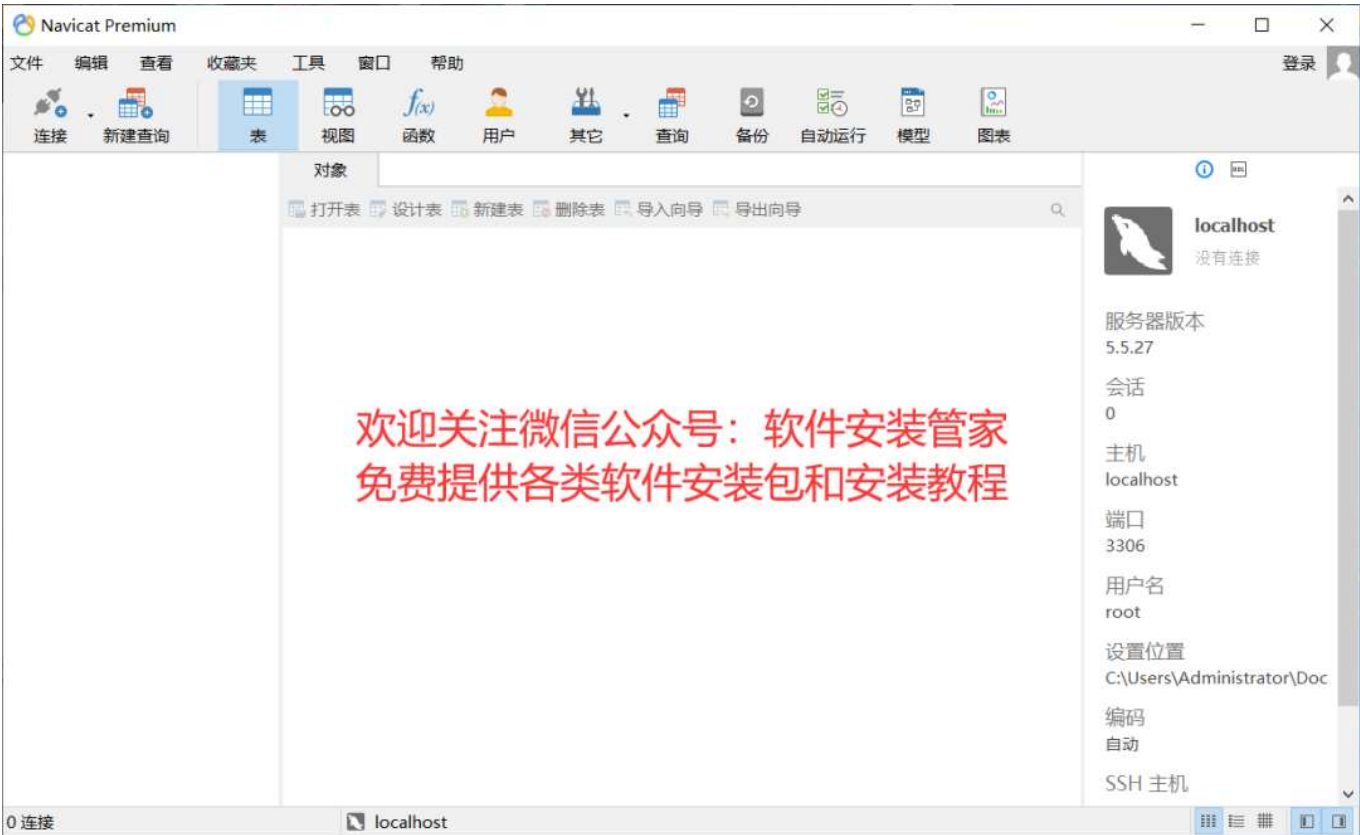 Navicat Premium
文件 编辑 查看 收藏夹 工具 窗口 帮助 登录
连接 新建查询 表 视图 函数 用户 其它 查询 备份 自动运行 模型 图表
对象
打开表 设计表 新建表 删除表 导入向导 导出向导
localhost
没有连接
服务器版本
5.5.27
会话
0
主机
localhost
端口
3306
用户名
root
设置位置
C:\Users\Administrator\Doc
编码
自动
SSH 主机
欢迎关注微信公众号：软件安装管家
免费提供各类软件安装包和安装教程
0 连接 localhost